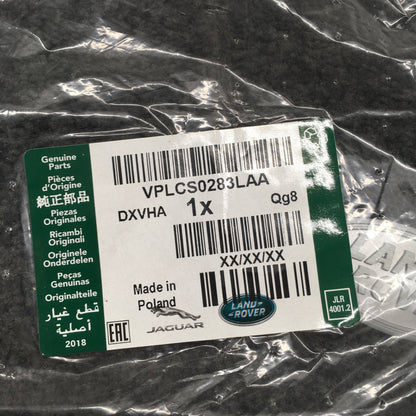 Genuine
Parts
Pièces
d'Origine
純正部品
Piezas
Originales
Ricambi
Originali
Originele
Onderdelen
Peças
Genuinas
Originalteile
قطع غيار
أصلية
2018
VPLCS0283LAA
DXVHA 1x Qg8
XX/XX/XX
Made in
Poland
EAC
JAGUAR
LAND-
-ROVER
JLR
4001.2